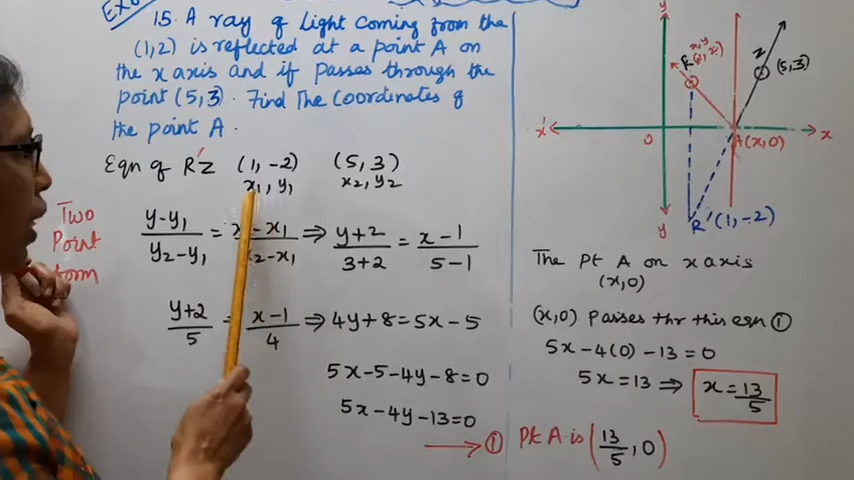 15. A ray of Light coming from the
(1,2) is reflected at a point A on
the x axis and if Passes through the
point (5,3). Find The Coordinates of
the point A.
Eqn of R'z (1, -2) (5, 3)
x₁, y₁ x₂, y₂
Two
Point
form
y-y₁/y₂-y₁ = x-x₁/x₂-x₁ ⇒ y+2/3+2 = x-1/5-1
y+2/5 = x-1/4 ⇒ 4y+8=5x-5
5x-5-4y-8=0
5x-4y-13=0
→ ①
y
R x,y
(1,2)
z
(5,3)
x'
0
A(x,0)
x
R'(1,-2)
y
The Pt A on x axis
(x,0)
(x,0) Passes thr this eqn ①
5x-4(0)-13=0
5x=13 ⇒ x=13/5
Pt A is (13/5, 0)